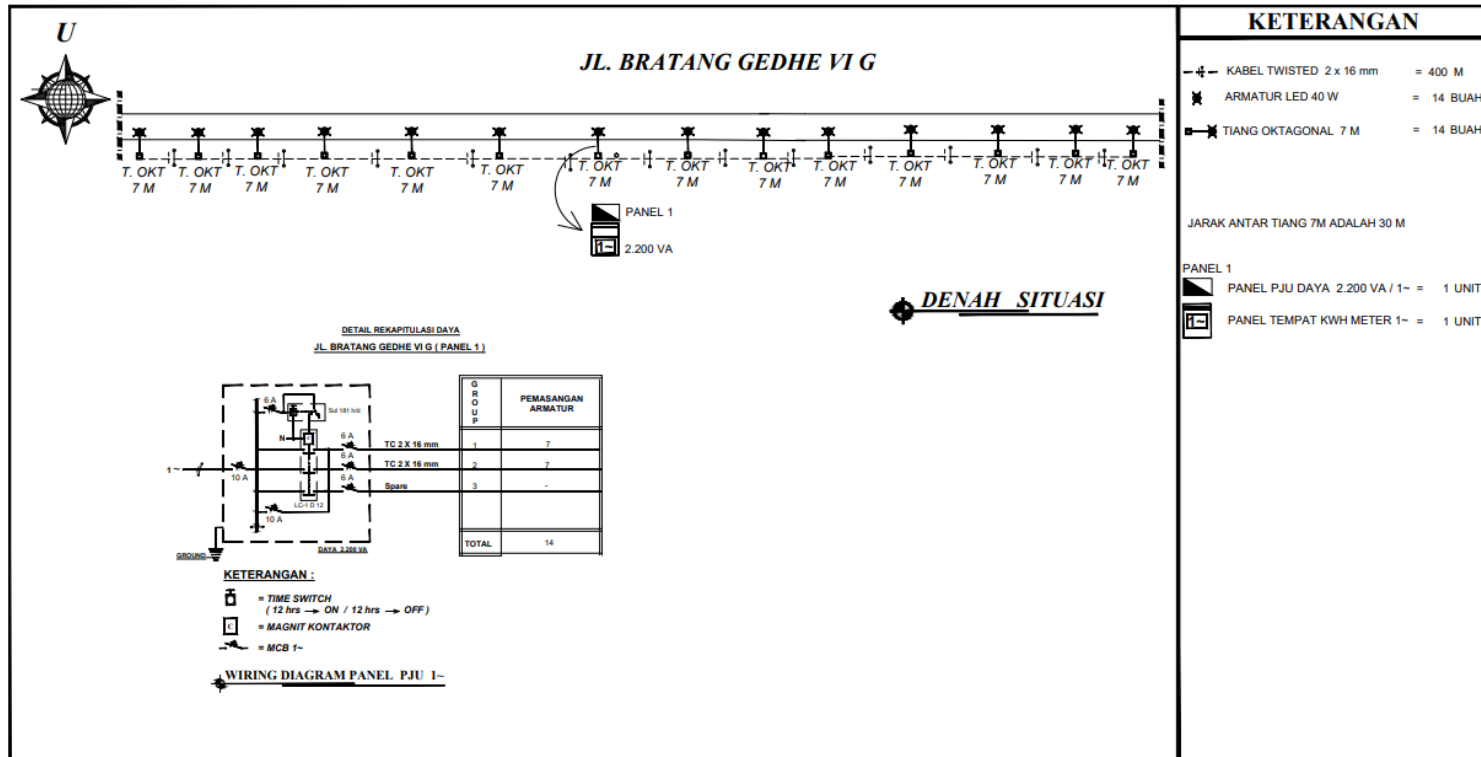 U
JL. BRATANG GEDHE VI G
T. OKT 7 M
T. OKT 7 M
T. OKT 7 M
T. OKT 7 M
T. OKT 7 M
T. OKT 7 M
T. OKT 7 M
T. OKT 7 M
T. OKT 7 M
T. OKT 7 M
T. OKT 7 M
T. OKT 7 M
T. OKT 7 M
T. OKT 7 M
PANEL 1
1~ 2.200 VA
DENAH SITUASI
DETAIL REKAPITULASI DAYA
JL. BRATANG GEDHE VI G ( PANEL 1 )
6 A
Sul 181 h/d
N
C
6 A
TC 2 X 16 mm
6 A
1~
TC 2 X 16 mm
10 A
6 A
Spare
LC-1 D 12
10 A
GROUND
DAYA 2.200 VA
GROUP PEMASANGAN ARMATUR
1 7
2 7
3 -
TOTAL 14
KETERANGAN :
= TIME SWITCH
( 12 hrs → ON / 12 hrs → OFF )
C = MAGNIT KONTAKTOR
= MCB 1~
WIRING DIAGRAM PANEL PJU 1~
KETERANGAN
KABEL TWISTED 2 x 16 mm = 400 M
ARMATUR LED 40 W = 14 BUAH
TIANG OKTAGONAL 7 M = 14 BUAH
JARAK ANTAR TIANG 7M ADALAH 30 M
PANEL 1
PANEL PJU DAYA 2.200 VA / 1~ = 1 UNIT
1~ PANEL TEMPAT KWH METER 1~ = 1 UNIT